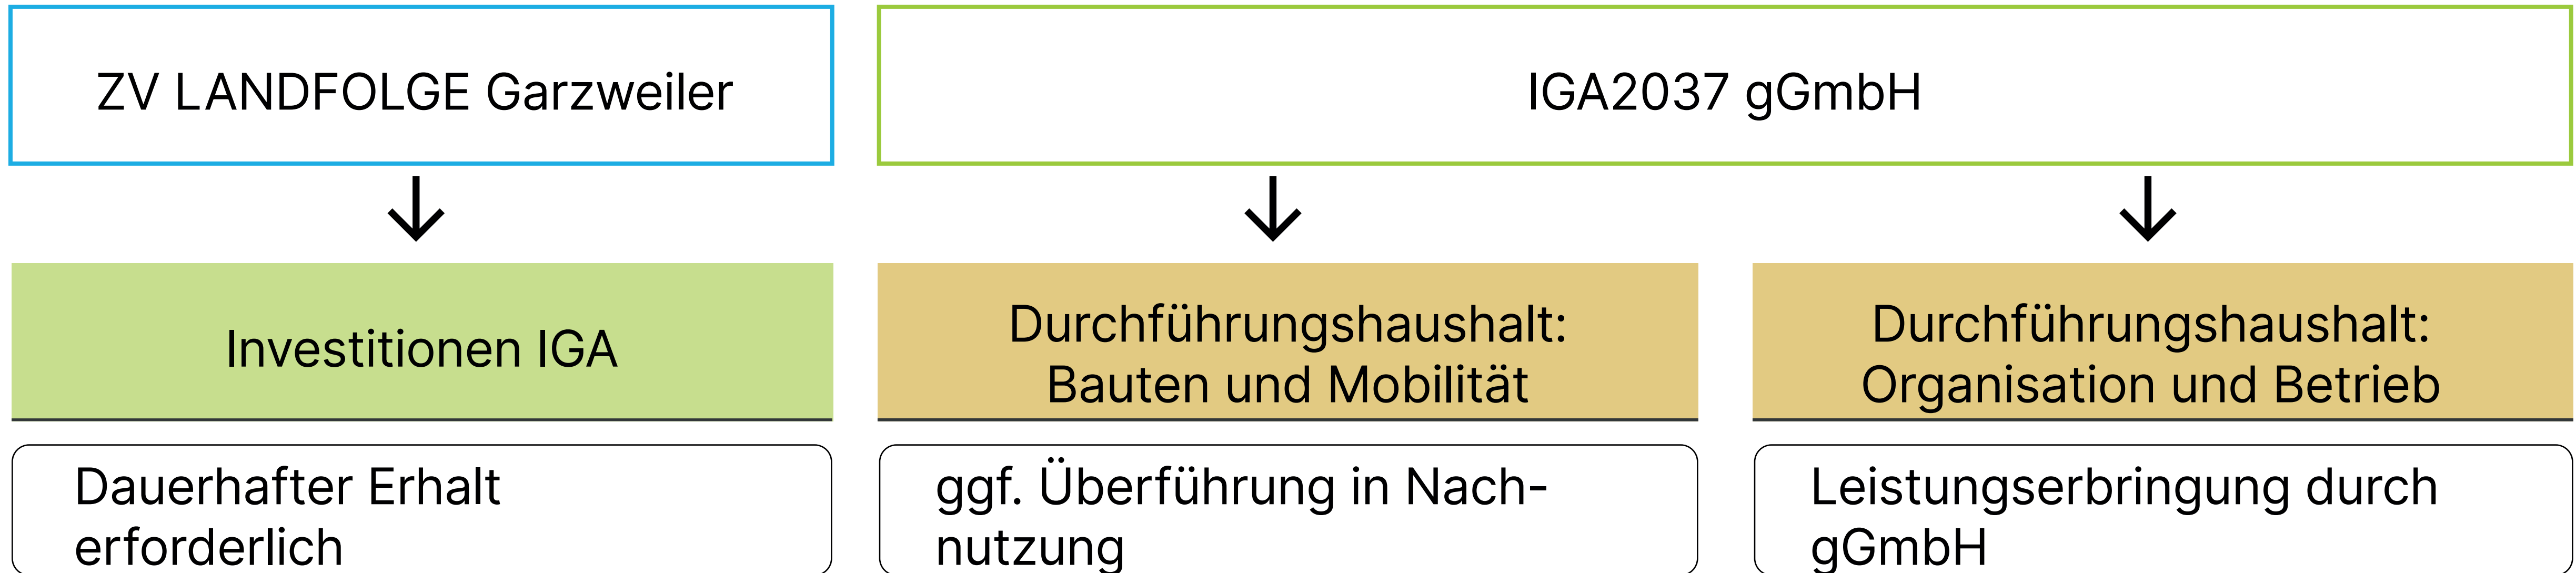 ZV LANDFOLGE Garzweiler
IGA2037 gGmbH
Investitionen IGA
Durchführungshaushalt:
Bauten und Mobilität
Durchführungshaushalt:
Organisation und Betrieb
Dauerhafter Erhalt
erforderlich
ggf. Überführung in Nach-
nutzung
Leistungserbringung durch
gGmbH